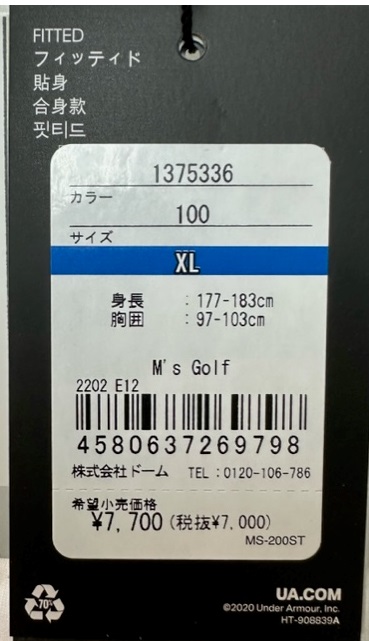 FITTED
フィッティド
貼身
合身款
핏티드
1375336
カラー
100
サイズ
XL
身長 : 177-183cm
胸囲 : 97-103cm
M's Golf
2202 E12
4580637269798
株式会社ドーム TEL:0120-106-786
希望小売価格
¥7,700(税抜¥7,000)
MS-200ST
70%
UA.COM
©2020 Under Armour, Inc.
HT-908839A